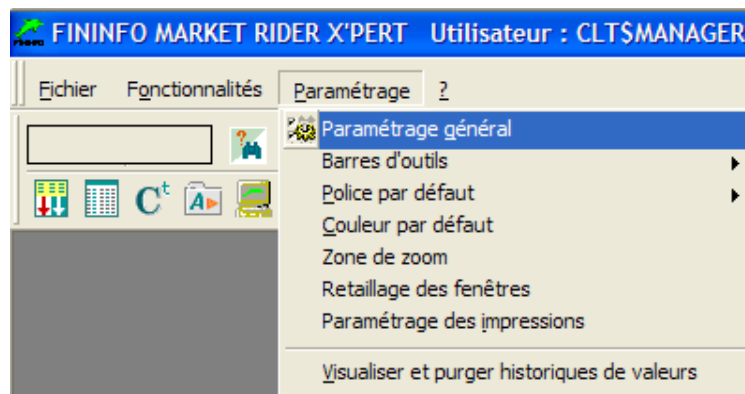 FININFO MARKET RIDER X'PERT Utilisateur : CLT$MANAGER
Fichier Fonctionnalités Paramétrage ?
Paramétrage général
Barres d'outils
Police par défaut
Couleur par défaut
Zone de zoom
Retaillage des fenêtres
Paramétrage des impressions
Visualiser et purger historiques de valeurs